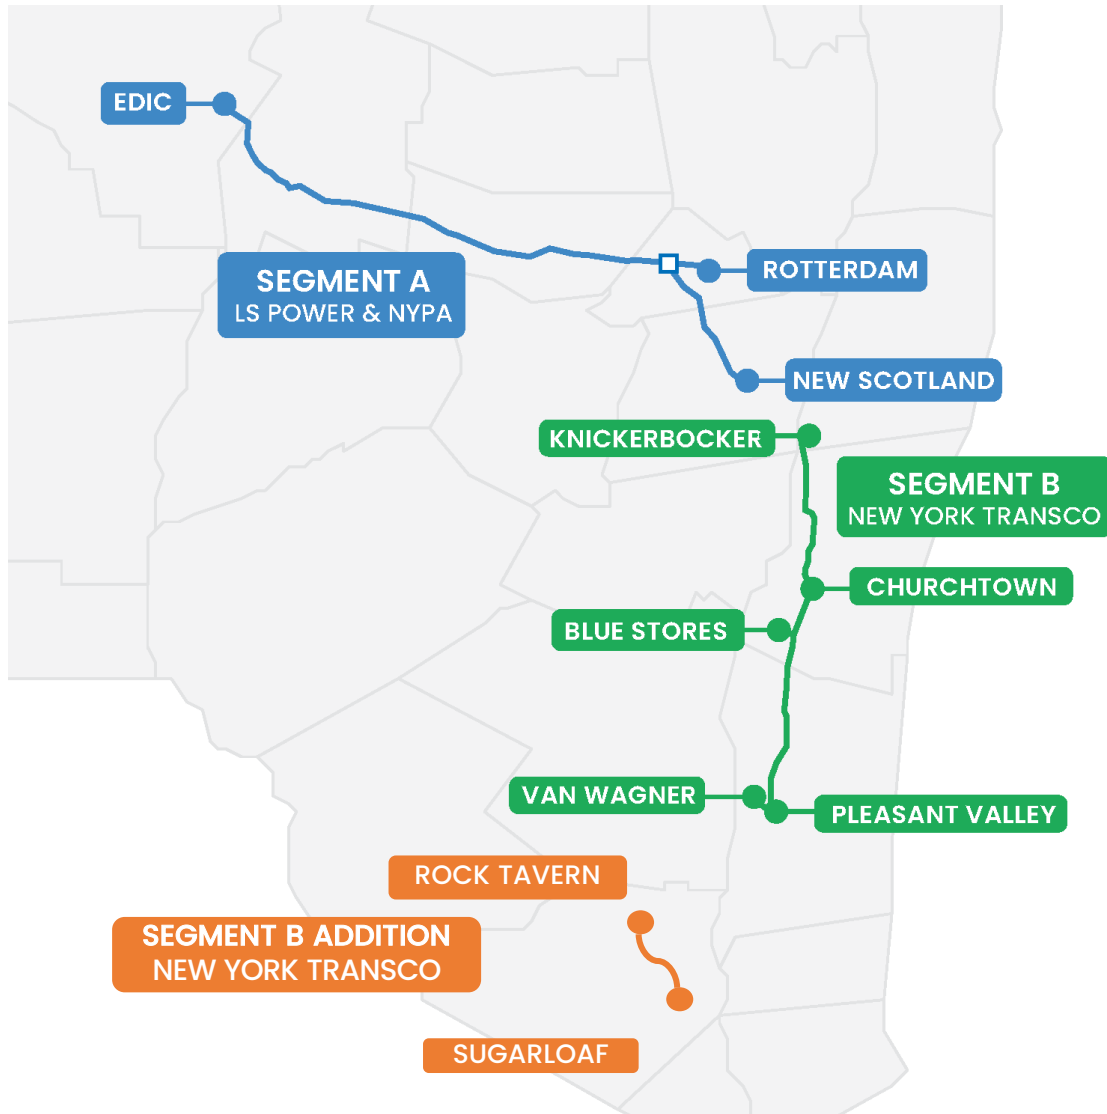 EDIC
SEGMENT A
LS POWER & NYPA
ROTTERDAM
NEW SCOTLAND
KNICKERBOCKER
SEGMENT B
NEW YORK TRANSCO
CHURCHTOWN
BLUE STORES
VAN WAGNER
PLEASANT VALLEY
ROCK TAVERN
SEGMENT B ADDITION
NEW YORK TRANSCO
SUGARLOAF